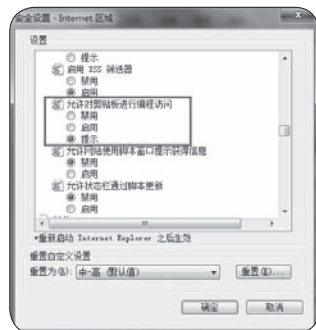 安全设置 - Internet 区域
设置
提示
启用 XSS 筛选器
禁用
启用
允许对剪贴板进行编程访问
禁用
启用
提示
允许网站使用脚本窗口提示获得信息
禁用
启用
允许状态栏通过脚本更新
禁用
启用
*重新启动 Internet Explorer 之后生效
重置自定义设置
重置为(R): 中-高 (默认值)
重置(E)...
确定
取消